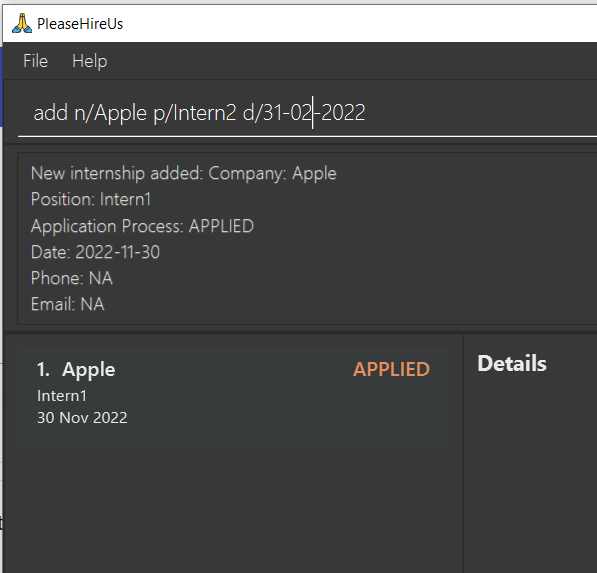 PleaseHireUs
File Help
add n/Apple p/Intern2 d/31-02-2022
New internship added: Company: Apple
Position: Intern1
Application Process: APPLIED
Date: 2022-11-30
Phone: NA
Email: NA
1. Apple APPLIED
Intern1
30 Nov 2022
Details